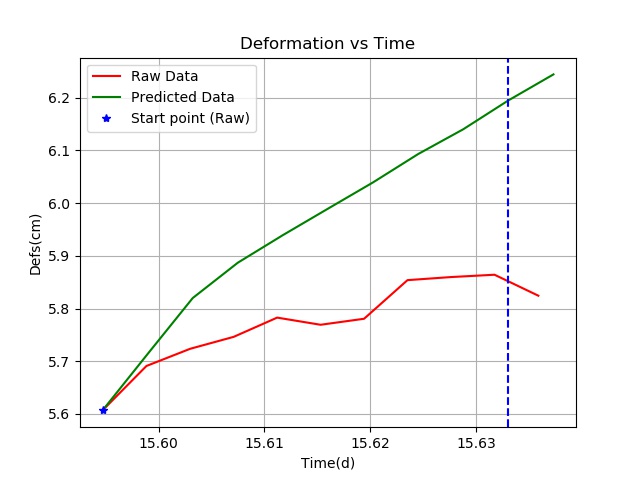 Deformation vs Time
Raw Data
Predicted Data
Start point (Raw)
Defs(cm)
6.2
6.1
6.0
5.9
5.8
5.7
5.6
15.60 15.61 15.62 15.63
Time(d)